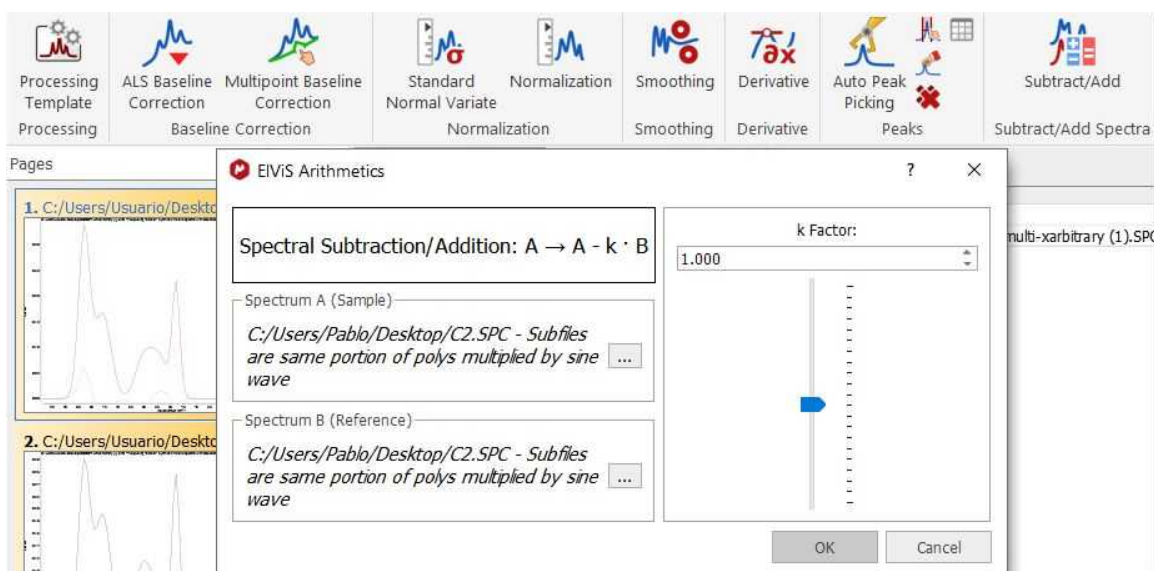 Processing
Template
ALS Baseline
Correction
Multipoint Baseline
Correction
Standard
Normal Variate
Normalization
Smoothing
Derivative
Auto Peak
Picking
Subtract/Add
Processing
Baseline Correction
Normalization
Smoothing
Derivative
Peaks
Subtract/Add Spectra
Pages
ElViS Arithmetics
? 
1. C:/Users/Usuario/Deskto
multi-xarbitrary (1).SPC
Spectral Subtraction/Addition: A → A - k · B
k Factor:
1.000
Spectrum A (Sample)
C:/Users/Pablo/Desktop/C2.SPC - Subfiles
are same portion of polys multiplied by sine
wave
...
Spectrum B (Reference)
C:/Users/Pablo/Desktop/C2.SPC - Subfiles
are same portion of polys multiplied by sine
wave
...
2. C:/Users/Usuario/Deskto
OK
Cancel